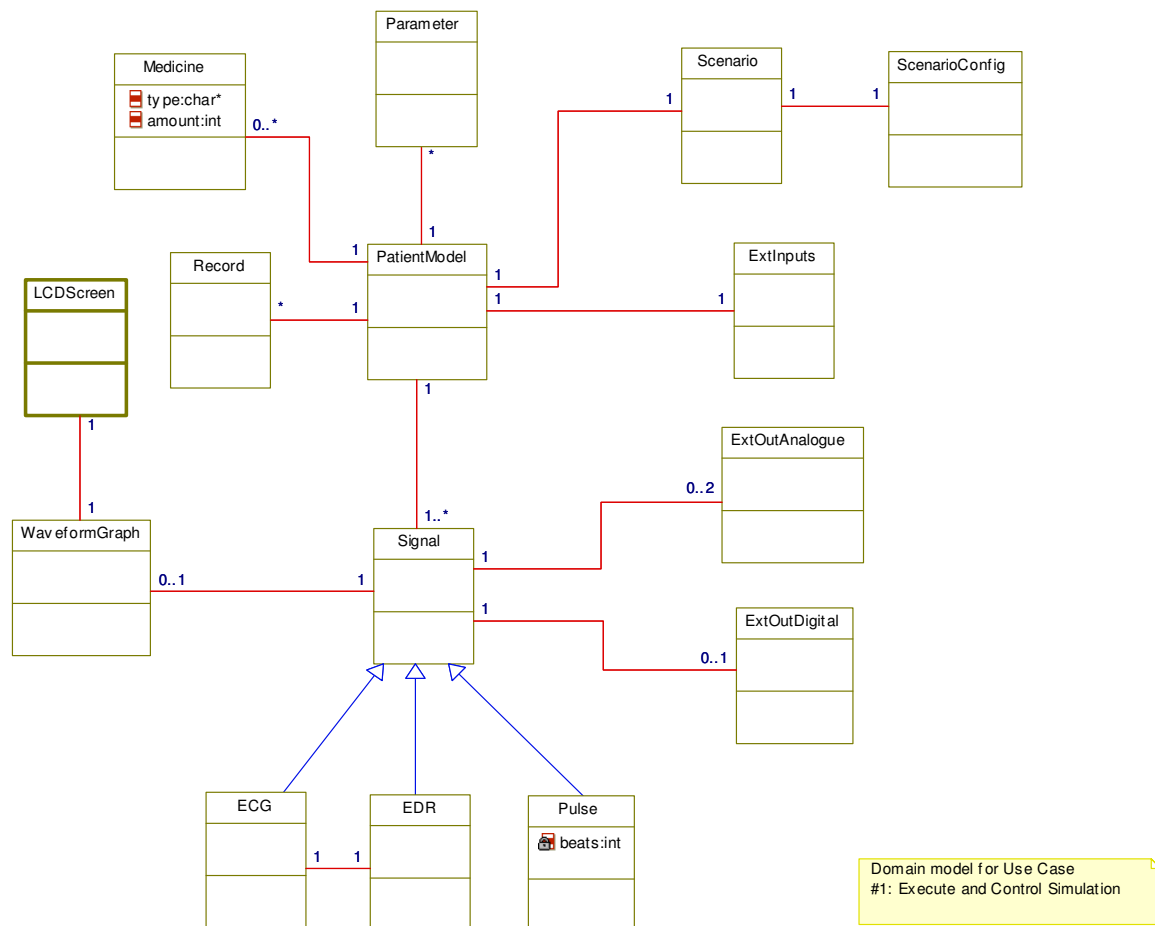 Parameter
Medicine
type:char*
amount:int
Scenario
ScenarioConfig
1
1
1
0..*
*
1
1
PatientModel
ExtInputs
Record
1
1
1
*
1
LCDScreen
1
1
ExtOutAnalogue
0..2
1
1..*
WaveformGraph
Signal
1
0..1
1
1
ExtOutDigital
0..1
ECG
EDR
Pulse
beats:int
1
1
Domain model for Use Case
#1: Execute and Control Simulation